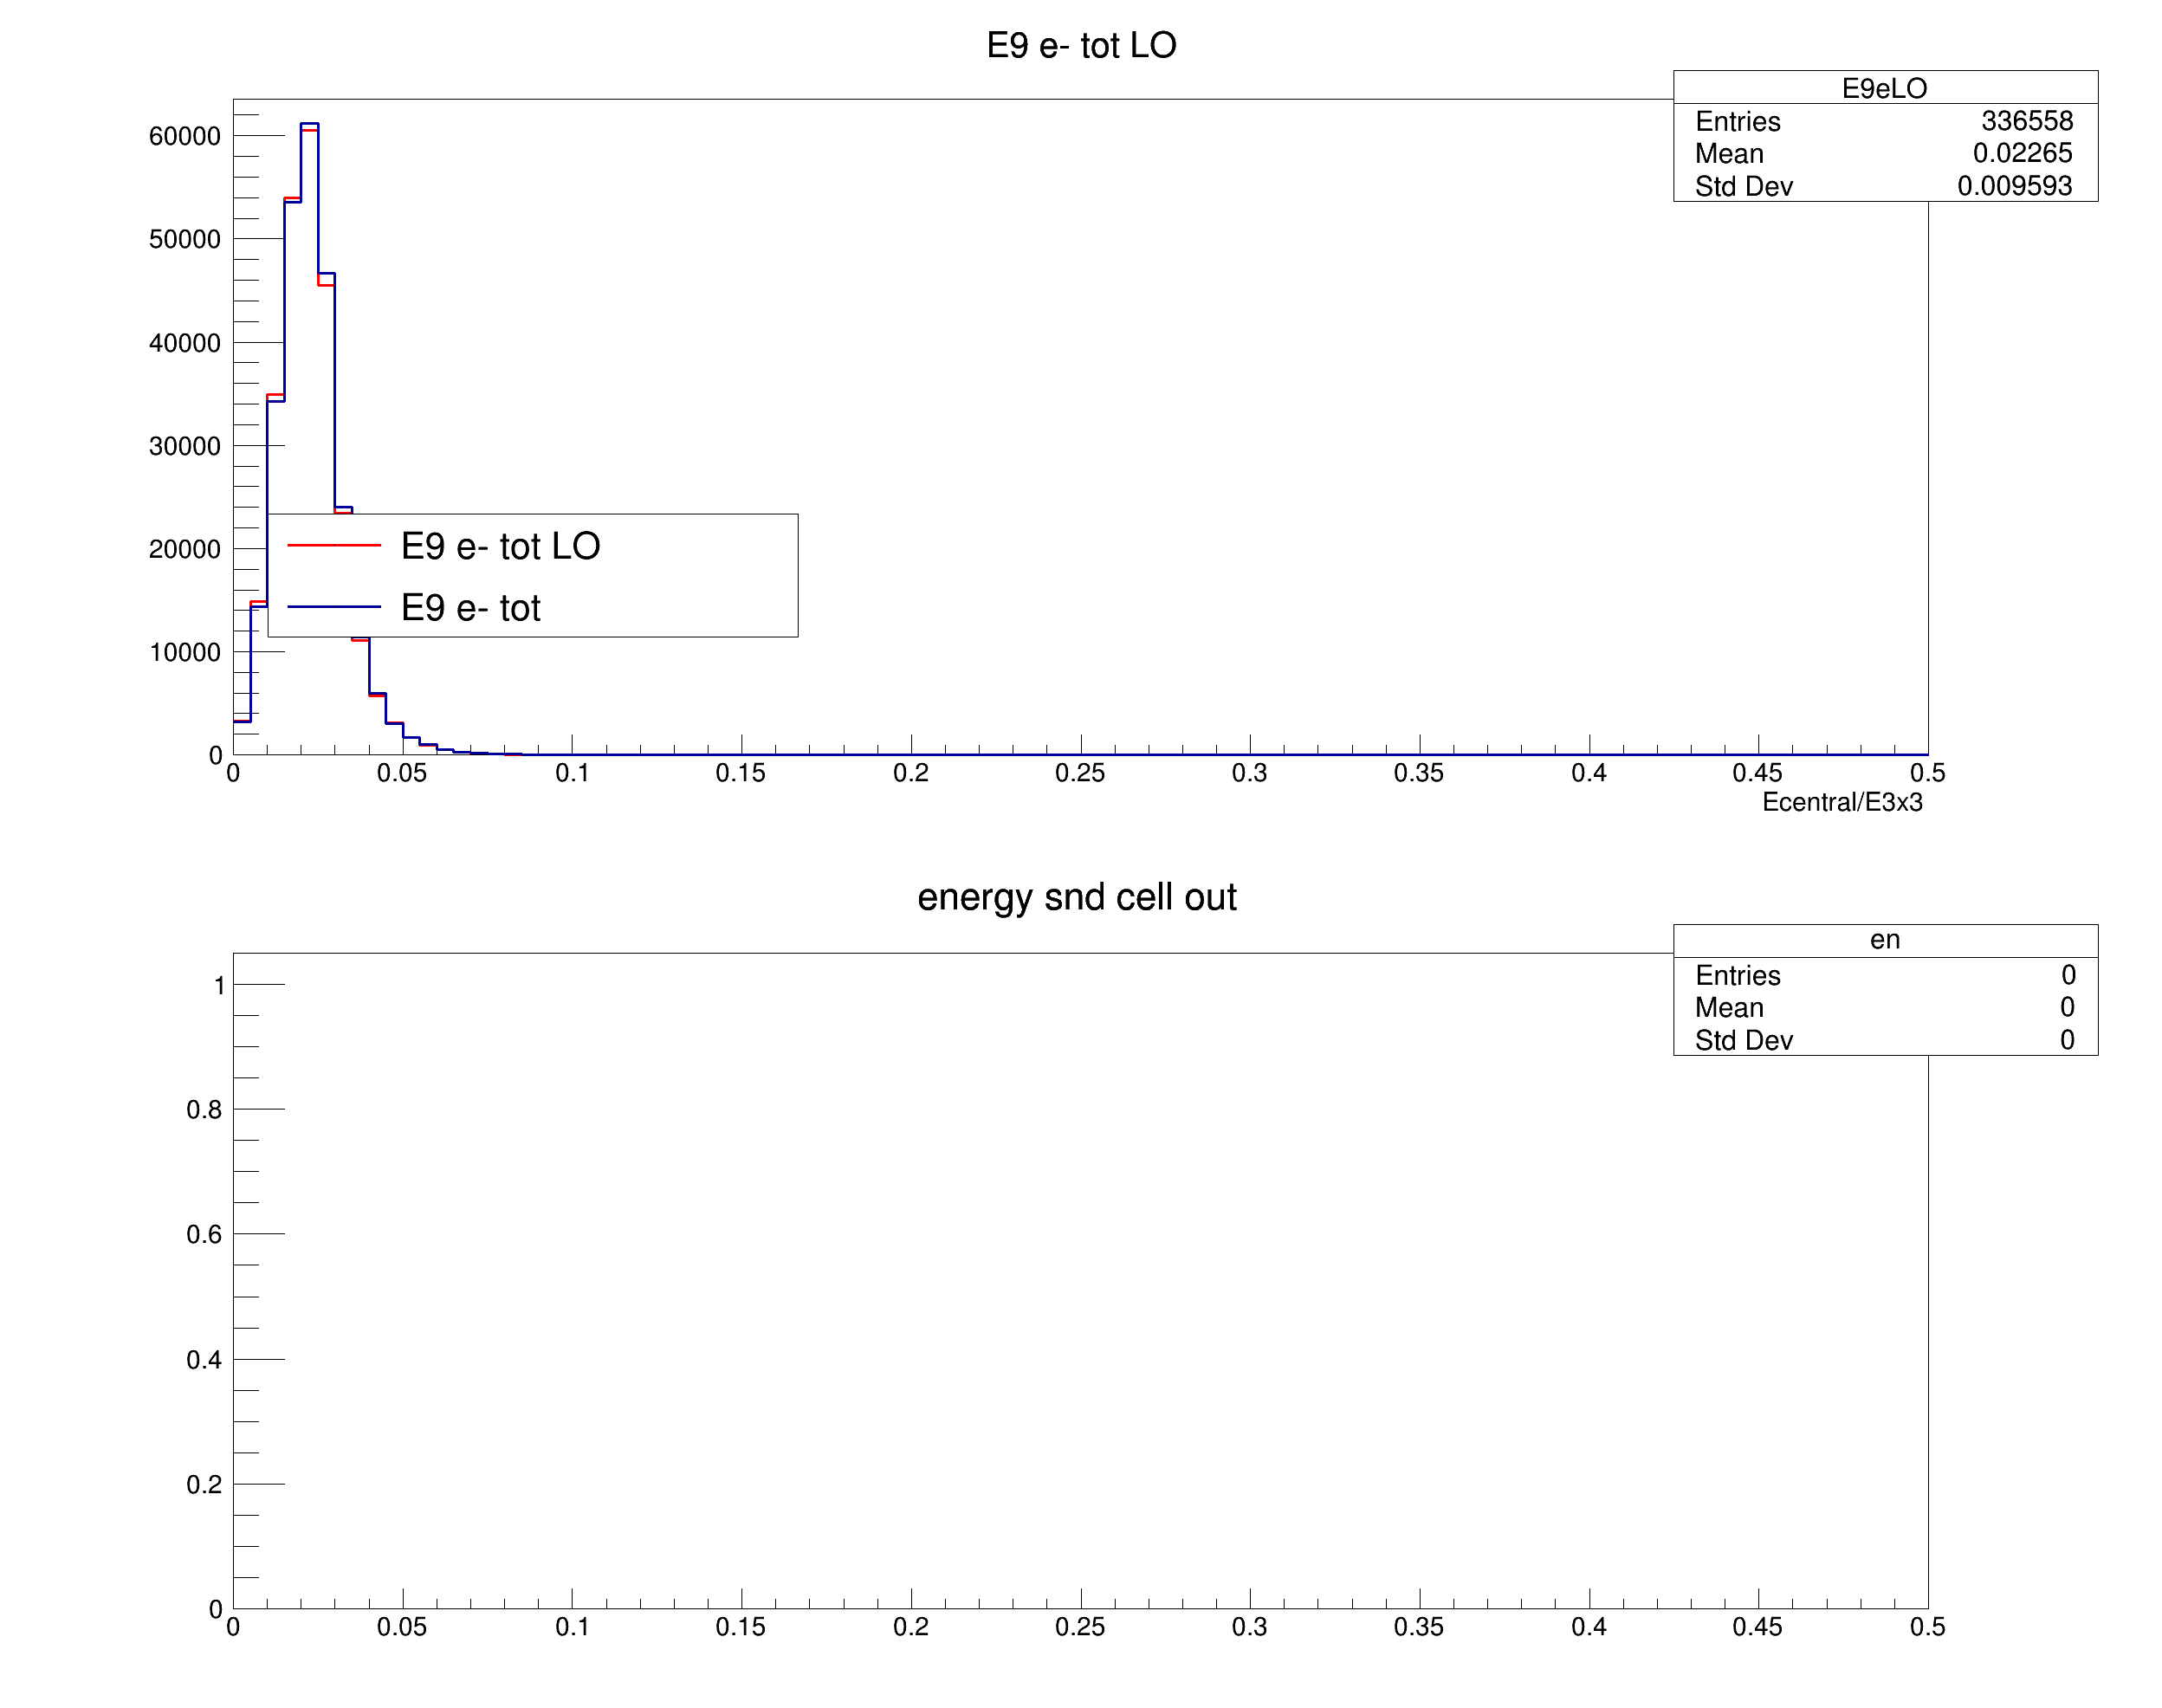 E9 e- tot LO
E9eLO
Entries 336558
Mean 0.02265
Std Dev 0.009593
60000
50000
40000
30000
20000
10000
0
E9 e- tot LO
E9 e- tot
0 0.05 0.1 0.15 0.2 0.25 0.3 0.35 0.4 0.45 0.5
Ecentral/E3x3
energy snd cell out
en
Entries 0
Mean 0
Std Dev 0
1
0.8
0.6
0.4
0.2
0
0 0.05 0.1 0.15 0.2 0.25 0.3 0.35 0.4 0.45 0.5